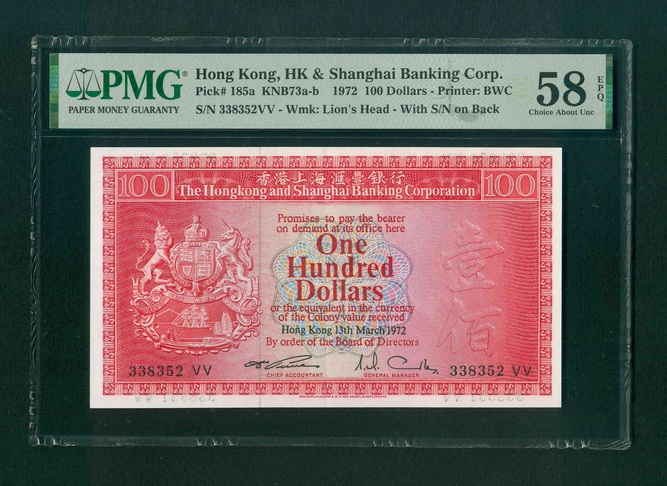 PMG
PAPER MONEY GUARANTY
Hong Kong, HK & Shanghai Banking Corp.
Pick# 185a KNB73a-b 1972 100 Dollars - Printer: BWC
S/N 338352VV - Wmk: Lion's Head - With S/N on Back
58 EPQ
Choice About Unc
香港上海滙豐銀行
100 The Hongkong and Shanghai Banking Corporation 100
Promises to pay the bearer
on demand at its office here
One
Hundred
Dollars
or the equivalent in the currency
of the Colony value received
Hong Kong 13th March 1972
By order of the Board of Directors
壹佰
338352 VV
CHIEF ACCOUNTANT
GENERAL MANAGER
338352 VV